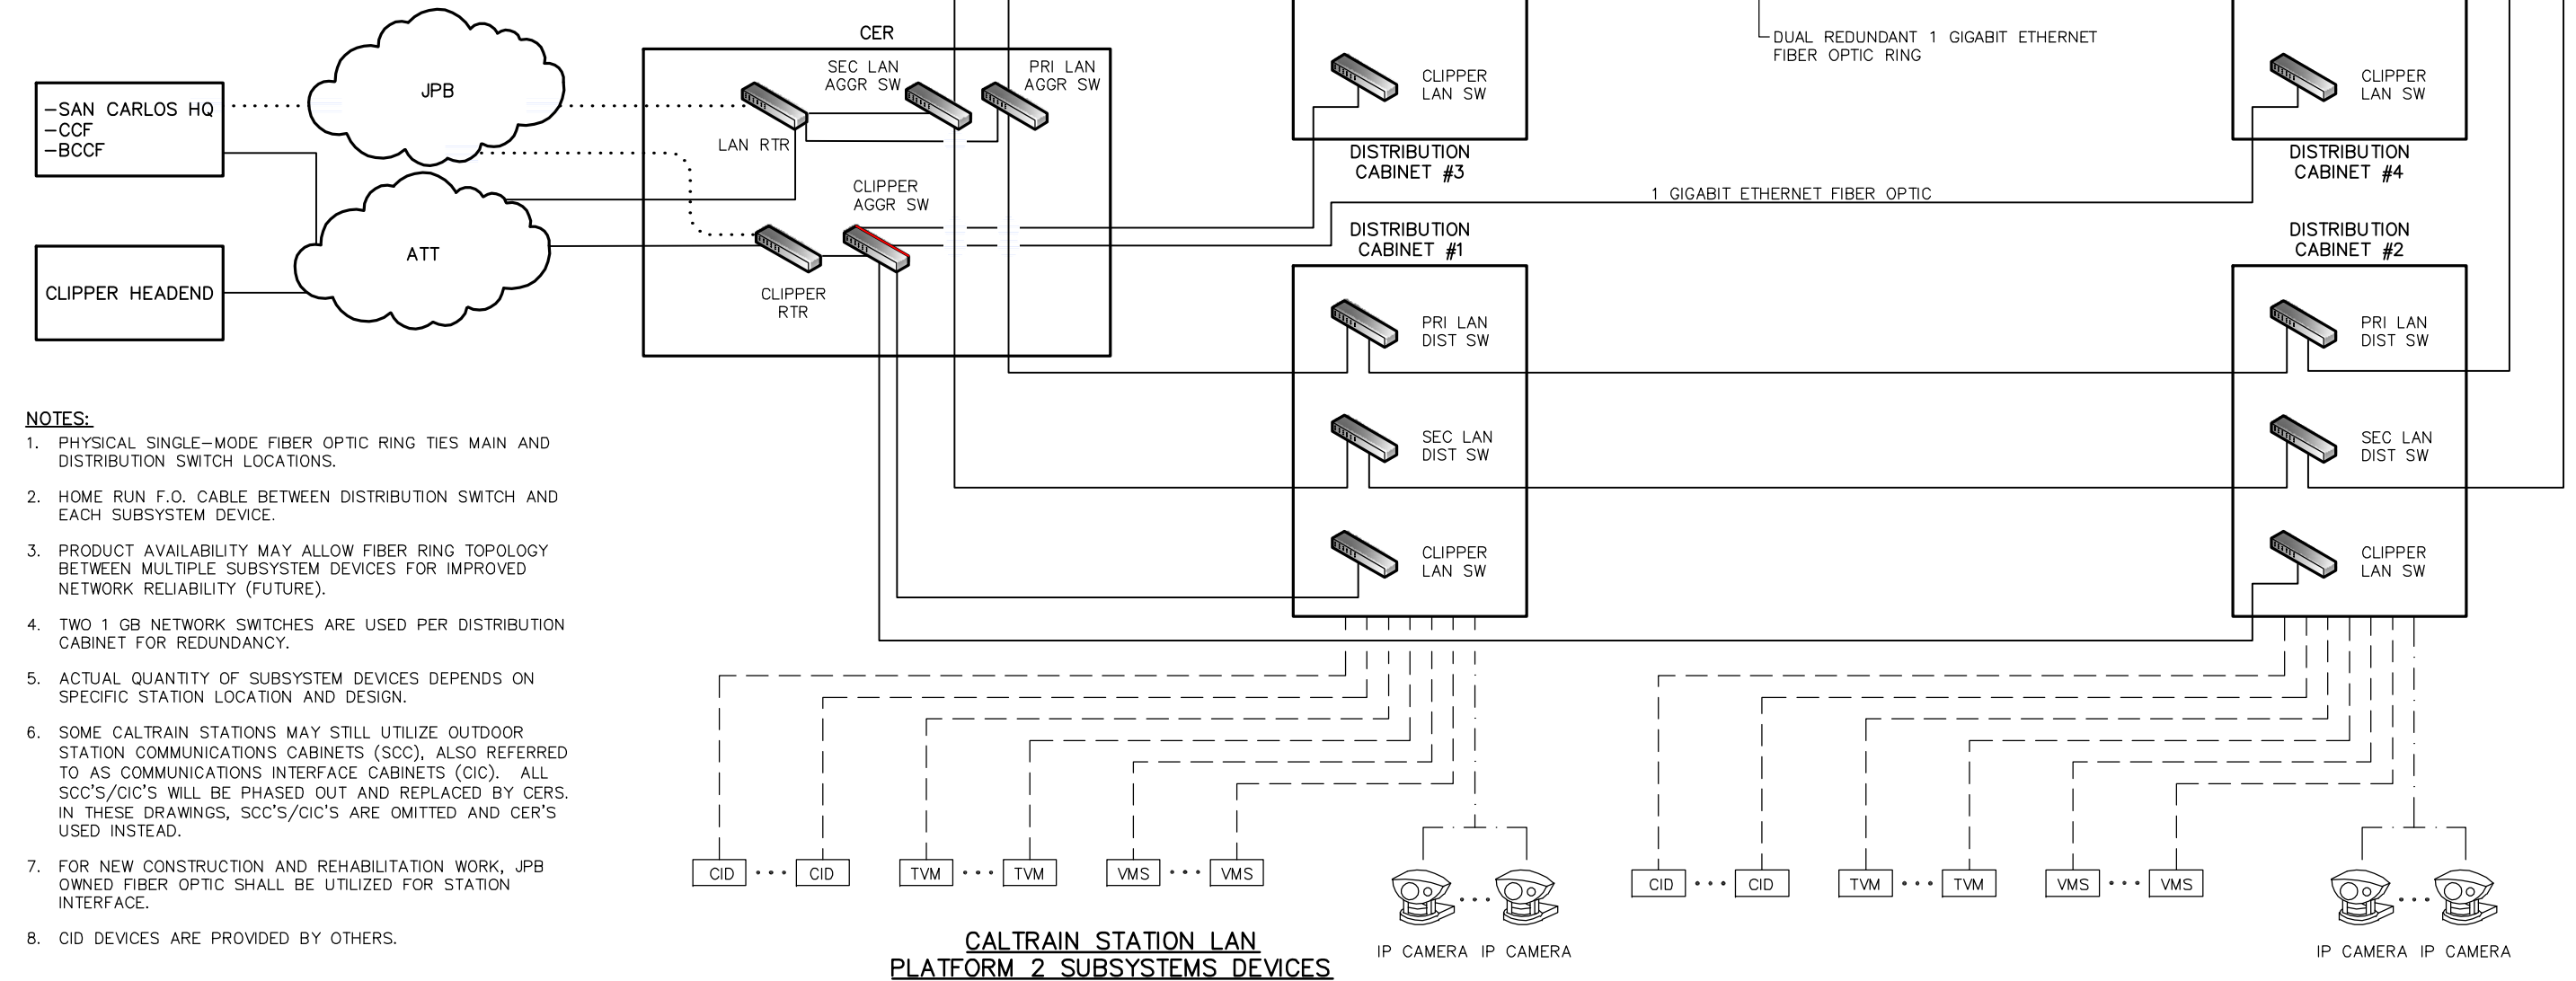 CER
DUAL REDUNDANT 1 GIGABIT ETHERNET
FIBER OPTIC RING
-SAN CARLOS HQ
-CCF
-BCCF
JPB
SEC LAN
AGGR SW
PRI LAN
AGGR SW
LAN RTR
CLIPPER
LAN SW
CLIPPER
LAN SW
DISTRIBUTION
CABINET #3
DISTRIBUTION
CABINET #4
CLIPPER
AGGR SW
1 GIGABIT ETHERNET FIBER OPTIC
ATT
CLIPPER HEADEND
CLIPPER
RTR
DISTRIBUTION
CABINET #1
DISTRIBUTION
CABINET #2
PRI LAN
DIST SW
SEC LAN
DIST SW
CLIPPER
LAN SW
PRI LAN
DIST SW
SEC LAN
DIST SW
CLIPPER
LAN SW
NOTES:
1. PHYSICAL SINGLE-MODE FIBER OPTIC RING TIES MAIN AND
DISTRIBUTION SWITCH LOCATIONS.
2. HOME RUN F.O. CABLE BETWEEN DISTRIBUTION SWITCH AND
EACH SUBSYSTEM DEVICE.
3. PRODUCT AVAILABILITY MAY ALLOW FIBER RING TOPOLOGY
BETWEEN MULTIPLE SUBSYSTEM DEVICES FOR IMPROVED
NETWORK RELIABILITY (FUTURE).
4. TWO 1 GB NETWORK SWITCHES ARE USED PER DISTRIBUTION
CABINET FOR REDUNDANCY.
5. ACTUAL QUANTITY OF SUBSYSTEM DEVICES DEPENDS ON
SPECIFIC STATION LOCATION AND DESIGN.
6. SOME CALTRAIN STATIONS MAY STILL UTILIZE OUTDOOR
STATION COMMUNICATIONS CABINETS (SCC), ALSO REFERRED
TO AS COMMUNICATIONS INTERFACE CABINETS (CIC). ALL
SCC'S/CIC'S WILL BE PHASED OUT AND REPLACED BY CERS.
IN THESE DRAWINGS, SCC'S/CIC'S ARE OMITTED AND CER'S
USED INSTEAD.
7. FOR NEW CONSTRUCTION AND REHABILITATION WORK, JPB
OWNED FIBER OPTIC SHALL BE UTILIZED FOR STATION
INTERFACE.
8. CID DEVICES ARE PROVIDED BY OTHERS.
CID CID TVM TVM VMS VMS
IP CAMERA IP CAMERA
CID CID TVM TVM VMS VMS
IP CAMERA IP CAMERA
CALTRAIN STATION LAN
PLATFORM 2 SUBSYSTEMS DEVICES